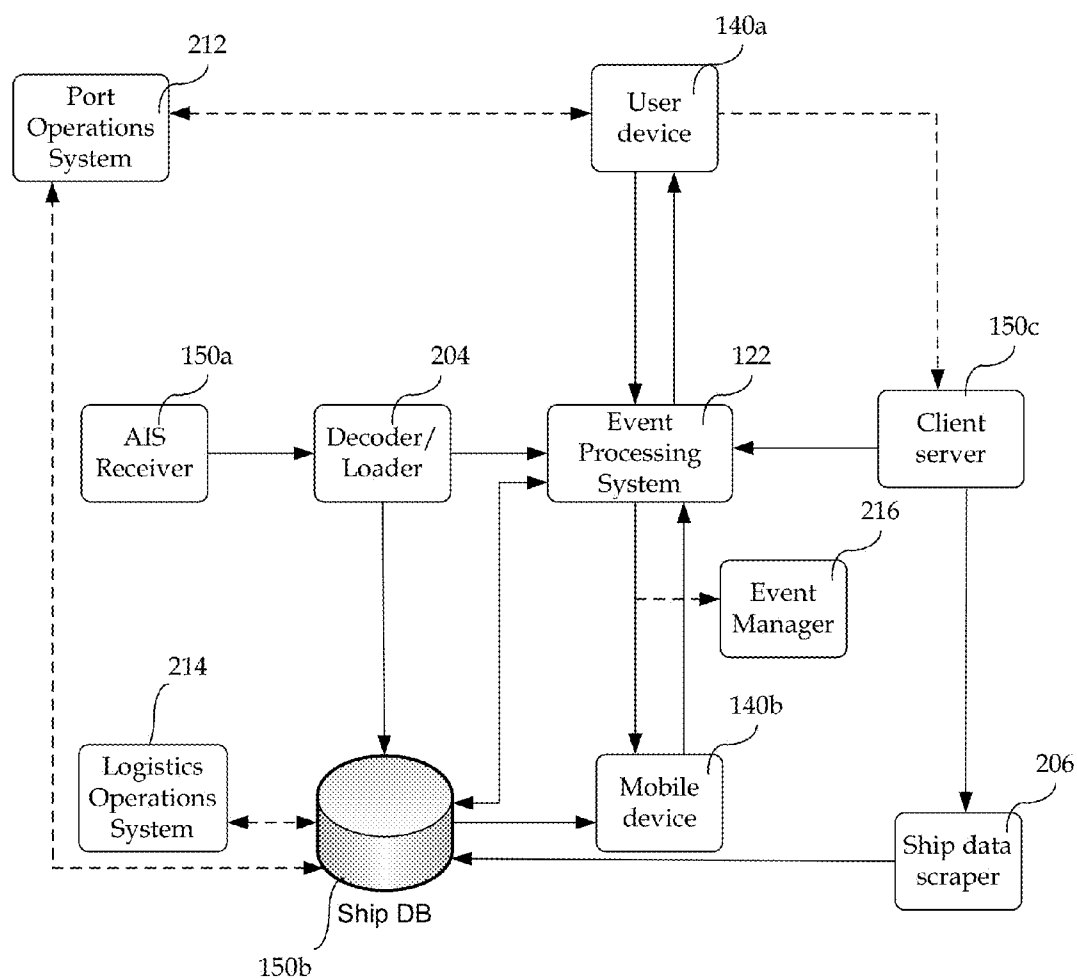 212
Port
Operations
System
140a
User
device
150a
AIS
Receiver
204
Decoder/
Loader
122
Event
Processing
System
150c
Client
server
216
Event
Manager
214
Logistics
Operations
System
Ship DB
150b
140b
Mobile
device
206
Ship data
scraper